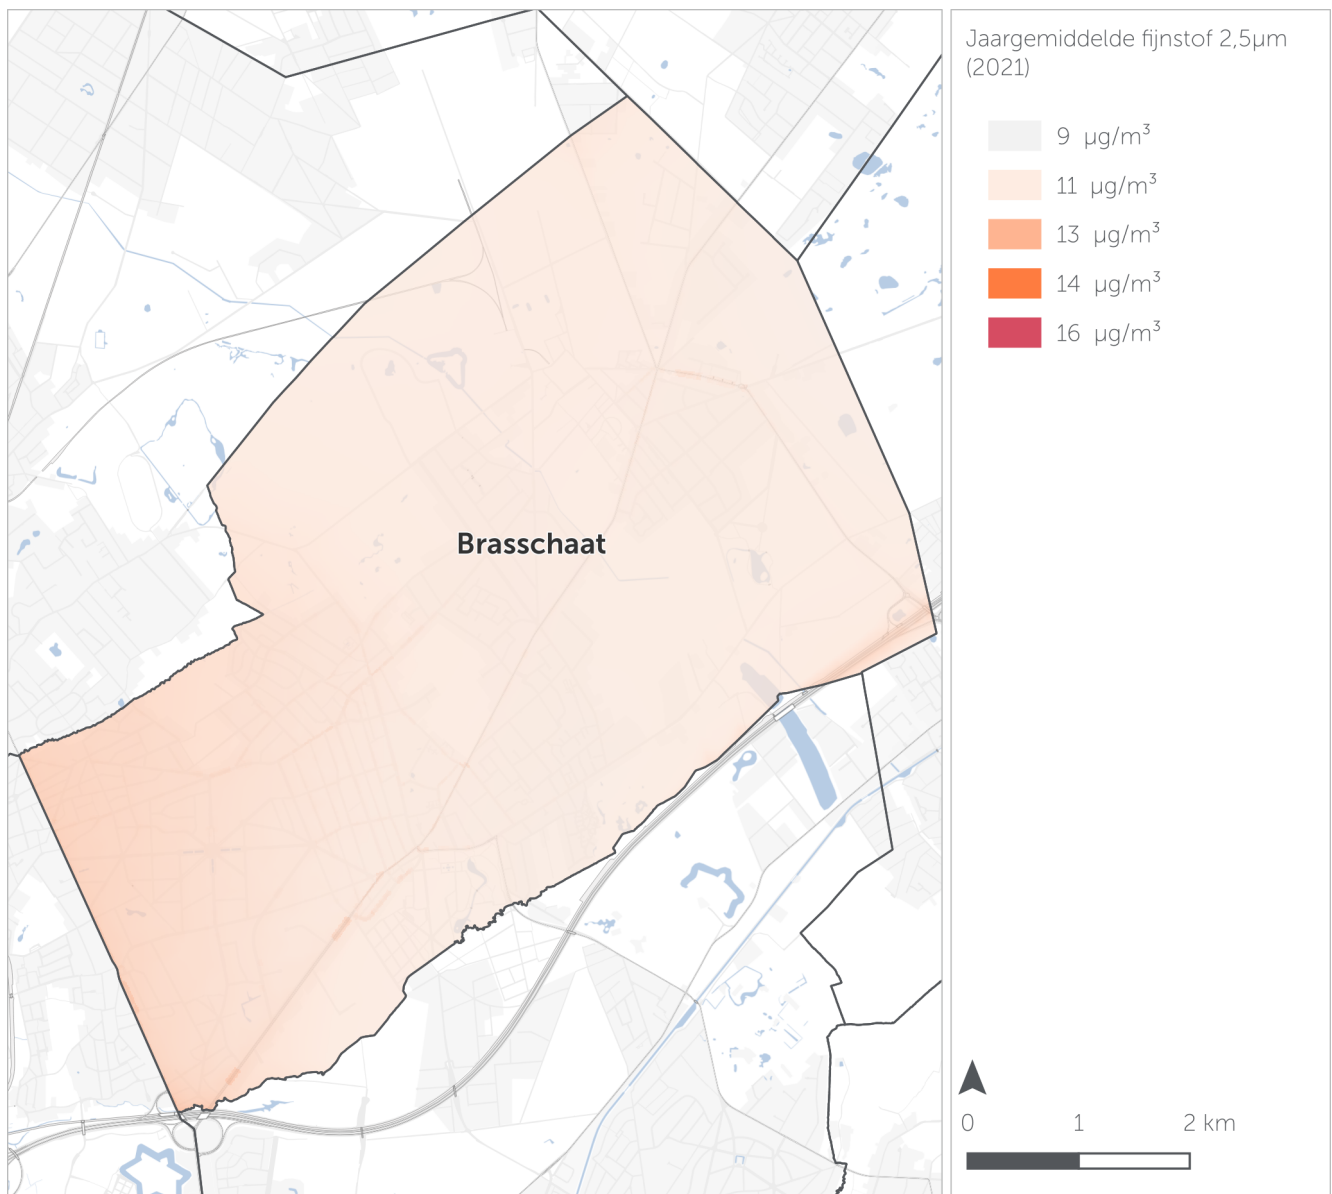 Jaargemiddelde fijnstof 2,5µm
(2021)
9 µg/m³
11 µg/m³
13 µg/m³
14 µg/m³
16 µg/m³
Brasschaat
0 1 2 km